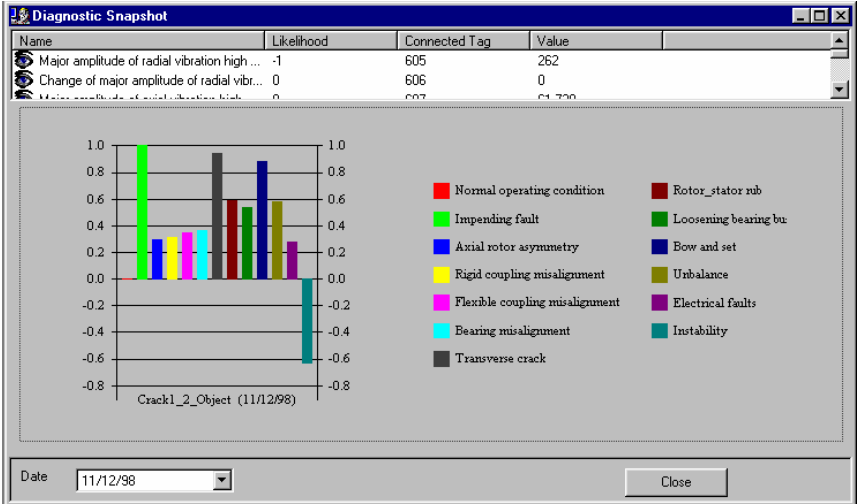 Diagnostic Snapshot
Name Likelihood Connected Tag Value
Major amplitude of radial vibration high ... -1 605 262
Change of major amplitude of radial vibr... 0 606 0
1.0 1.0
0.8 0.8
0.6 0.6
0.4 0.4
0.2 0.2
0.0 0.0
-0.2 -0.2
-0.4 -0.4
-0.6 -0.6
-0.8 -0.8
Crack1_2_Object (11/12/98)
Normal operating condition
Impending fault
Axial rotor asymmetry
Rigid coupling misalignment
Flexible coupling misalignment
Bearing misalignment
Transverse crack
Rotor_stator rub
Loosening bearing bu
Bow and set
Unbalance
Electrical faults
Instability
Date 11/12/98 Close